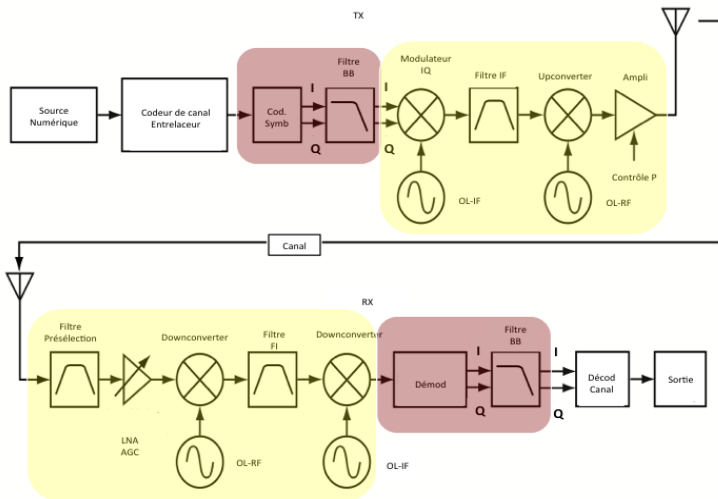 TX
Source
Numérique
Codeur de canal
Entrelaceur
Cod.
Symb
I
Q
Filtre
BB
I
Q
Modulateur
IQ
OL-IF
Filtre IF
Upconverter
OL-RF
Ampli
Contrôle P
Canal
RX
Filtre
Présélection
LNA
AGC
Downconverter
OL-RF
Filtre
FI
Downconverter
OL-IF
Démod
I
Q
Filtre
BB
I
Q
Décod
Canal
Sortie